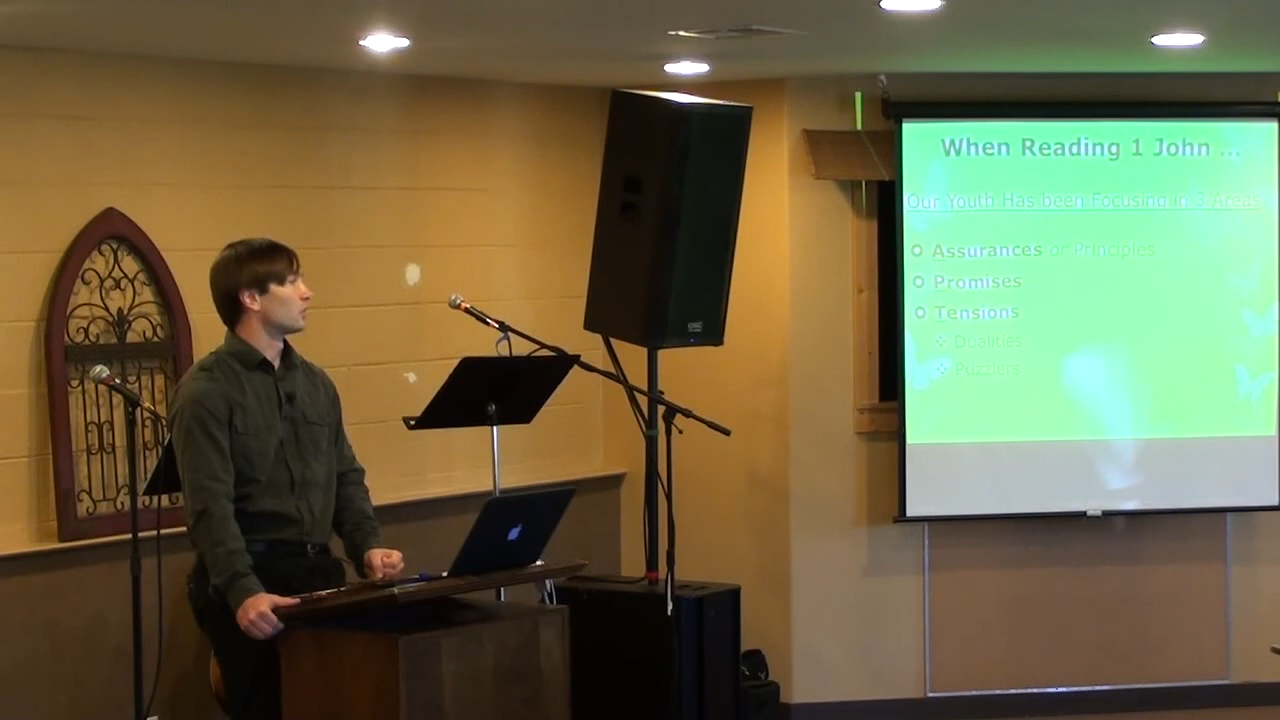 When Reading 1 John ...
Our Youth Has been Focusing in 3 Areas
Assurances or Principles
Promises
Tensions
Dualities
Puzzlers
QSC